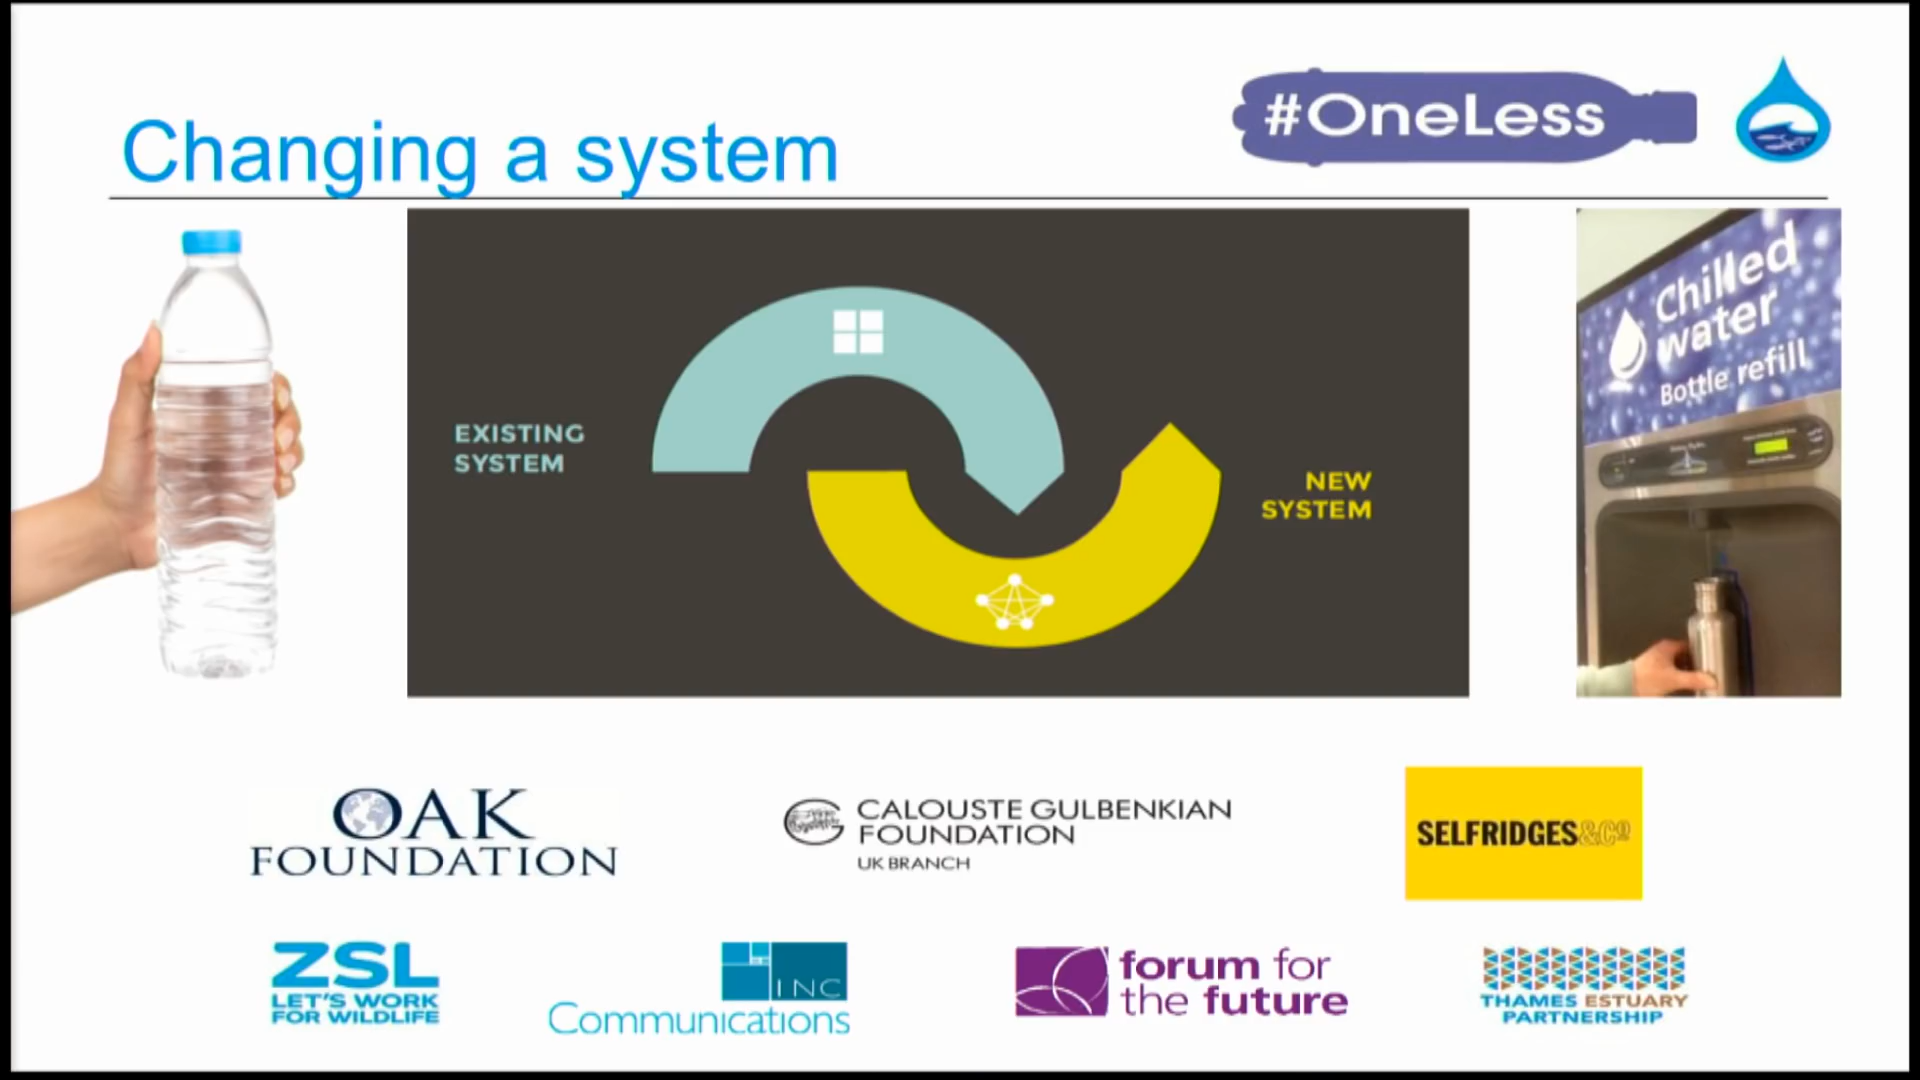 #OneLess
Changing a system
Chilled
water
Bottle refill
EXISTING
SYSTEM
NEW
SYSTEM
OAK
FOUNDATION
CALOUSTE GULBENKIAN
FOUNDATION
UK BRANCH
SELFRIDGES&Cº
ZSL
LET'S WORK
FOR WILDLIFE
INC
Communications
forum for
the future
THAMES ESTUARY
PARTNERSHIP